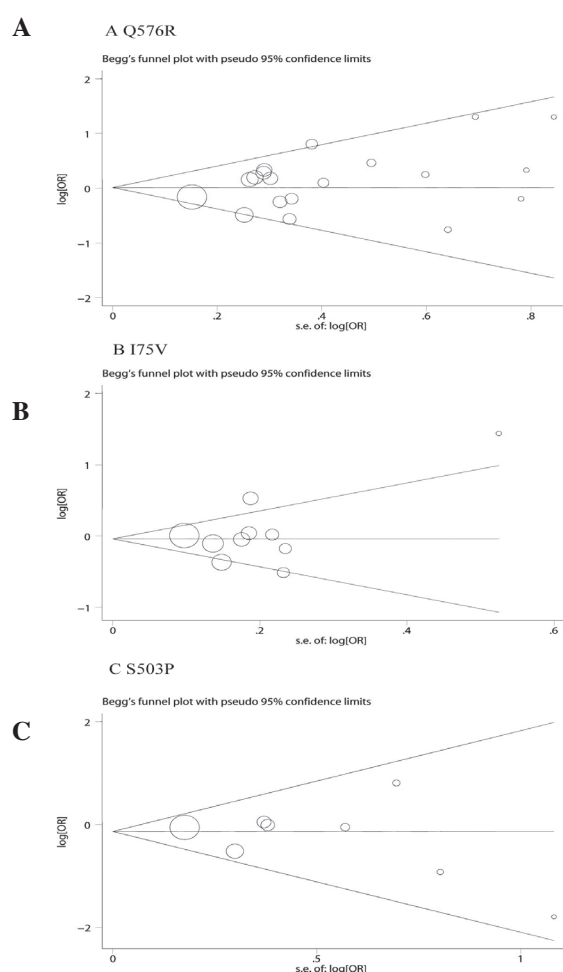 A
A Q576R
Begg's funnel plot with pseudo 95% confidence limits
2
1
0
−1
−2
log[OR]
0 .2 .4 .6 .8
s.e. of: log[OR]
B I75V
B
Begg's funnel plot with pseudo 95% confidence limits
2
1
0
−1
log[OR]
0 .2 .4 .6
s.e. of: log[OR]
C S503P
C
Begg's funnel plot with pseudo 95% confidence limits
2
0
−2
log[OR]
0 .5 1
s.e. of: log[OR]